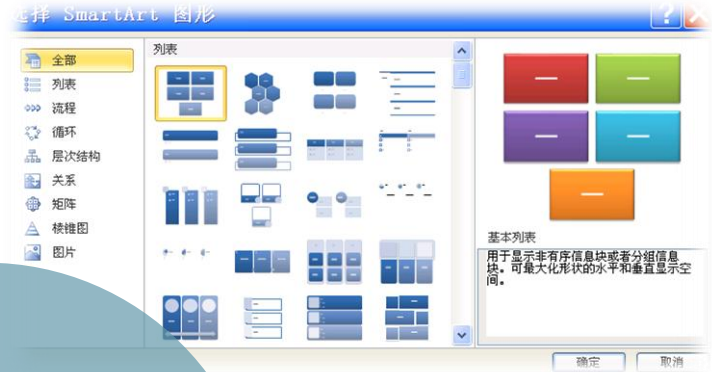 选择 SmartArt 图形
全部
列表
流程
循环
层次结构
关系
矩阵
棱锥图
图片
列表
基本列表
用于显示非有序信息块或者分组信息
块。可最大化形状的水平和垂直显示空
间。
确定
取消